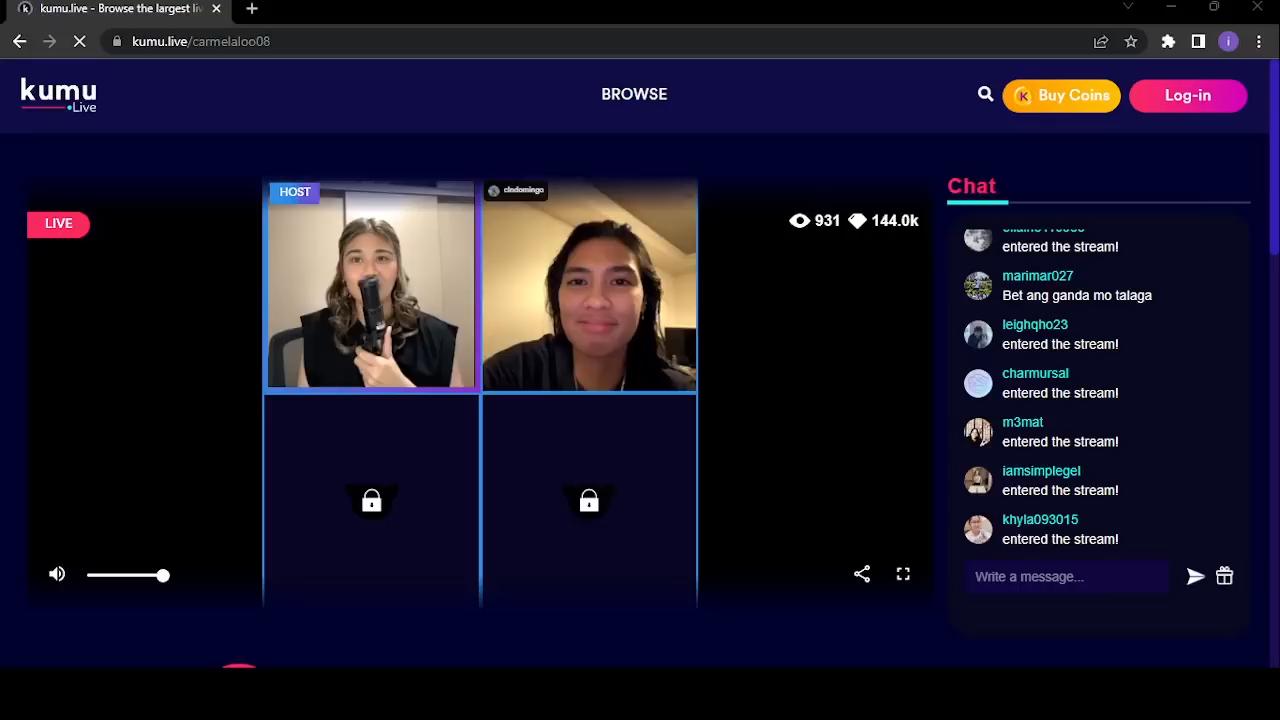 kumu.live - Browse the largest li
kumu.live/carmelaloo08
kumu
Live
BROWSE
K
Buy Coins
Log-in
i
HOST
clndomingo
LIVE
931
144.0k
Chat
entered the stream!
marimar027
Bet ang ganda mo talaga
leighqho23
entered the stream!
charmursal
entered the stream!
m3mat
entered the stream!
iamsimplegel
entered the stream!
khyla093015
entered the stream!
Write a message...